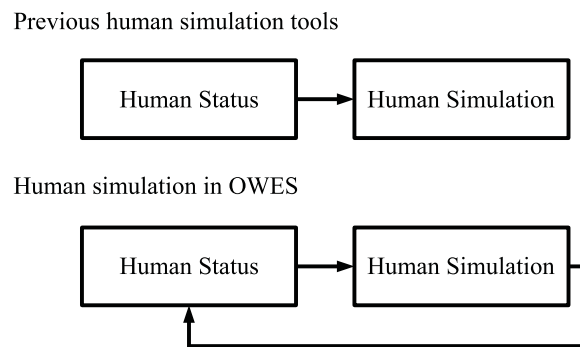 Previous human simulation tools
Human Status
Human Simulation
Human simulation in OWES
Human Status
Human Simulation